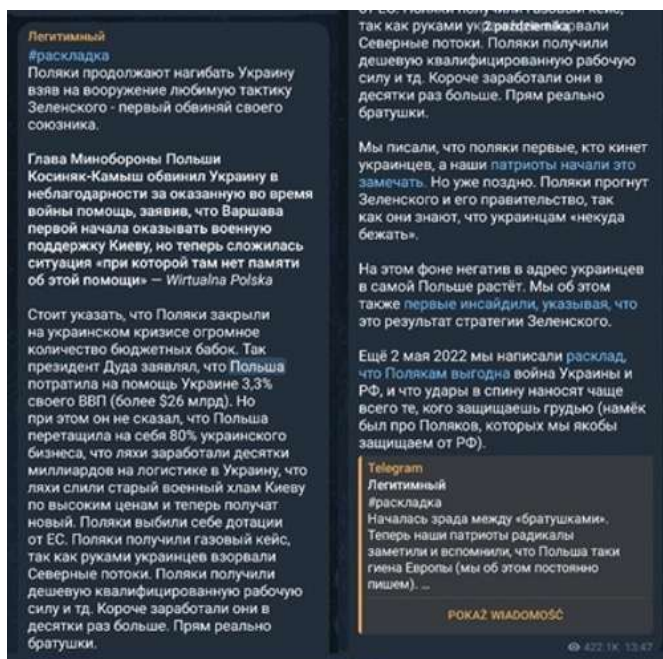 Легитимный
#раскладка
Поляки продолжают нагибать Украину
взяв на вооружение любимую тактику
Зеленского - первый обвиняй своего
союзника.
Глава Минобороны Польши
Косиняк-Камыш обвинил Украину в
неблагодарности за оказанную во время
войны помощь, заявив, что Варшава
первой начала оказывать военную
поддержку Киеву, но теперь сложилась
ситуация «при которой там нет памяти
об этой помощи» — Wirtualna Polska
Стоит указать, что Поляки закрыли
на украинском кризисе огромное
количество бюджетных бабок. Так
президент Дуда заявлял, что Польша
потратила на помощь Украине 3,3%
своего ВВП (более $26 млрд). Но
при этом он не сказал, что Польша
перетащила на себя 80% украинского
бизнеса, что ляхи заработали десятки
миллиардов на логистике в Украину, что
ляхи слили старый военный хлам Киеву
по высоким ценам и теперь получат
новый. Поляки выбили себе дотации
от ЕС. Поляки получили газовый кейс,
так как руками украинцев взорвали
Северные потоки. Поляки получили
дешевую квалифицированную рабочую
силу и тд. Короче заработали они в
десятки раз больше. Прям реально
братушки.
от ЕС. Поляки получили газовый кейс,
так как руками 2 października
Северные потоки. Поляки получили
дешевую квалифицированную рабочую
силу и тд. Короче заработали они в
десятки раз больше. Прям реально
братушки.
Мы писали, что поляки первые, кто кинет
украинцев, а наши патриоты начали это
замечать. Но уже поздно. Поляки прогнут
Зеленского и его правительство, так
как они знают, что украинцам «некуда
бежать».
На этом фоне негатив в адрес украинцев
в самой Польше растёт. Мы об этом
также первые инсайдили, указывая, что
это результат стратегии Зеленского.
Ещё 2 мая 2022 мы написали расклад,
что Полякам выгодна война Украины и
РФ, и что удары в спину наносят чаще
всего те, кого защищаешь грудью (намёк
был про Поляков, которых мы якобы
защищаем от РФ).
Telegram
Легитимный
#раскладка
Началась зрада между «братушками».
Теперь наши патриоты радикалы
заметили и вспомнили, что Польша таки
гиена Европы (мы об этом постоянно
пишем). ...
POKAŻ WIADOMOŚĆ
422.1K 13:47